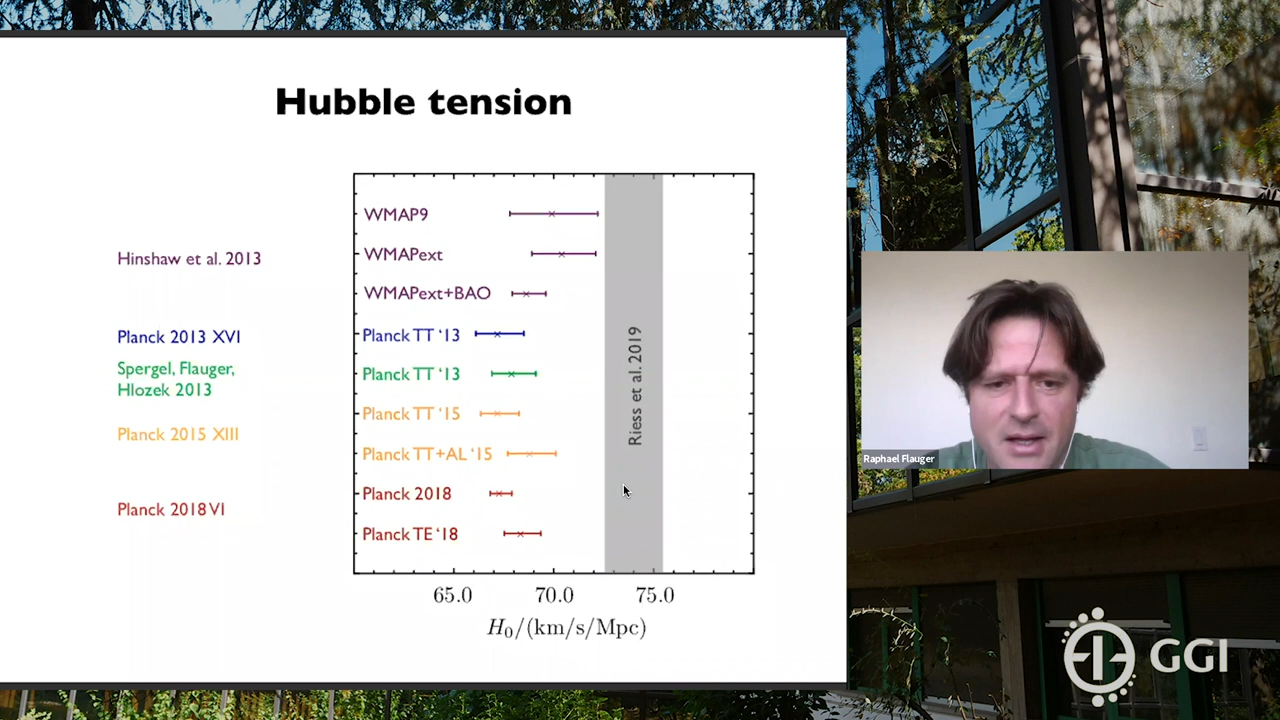 Hubble tension
Hinshaw et al. 2013
Planck 2013 XVI
Spergel, Flauger,
Hlozek 2013
Planck 2015 XIII
Planck 2018 VI
WMAP9
WMAPext
WMAPext+BAO
Planck TT ‘13
Planck TT ‘13
Planck TT ‘15
Planck TT+AL ‘15
Planck 2018
Planck TE ‘18
Riess et al. 2019
65.0 70.0 75.0
H₀/(km/s/Mpc)
Raphael Flauger
GGI